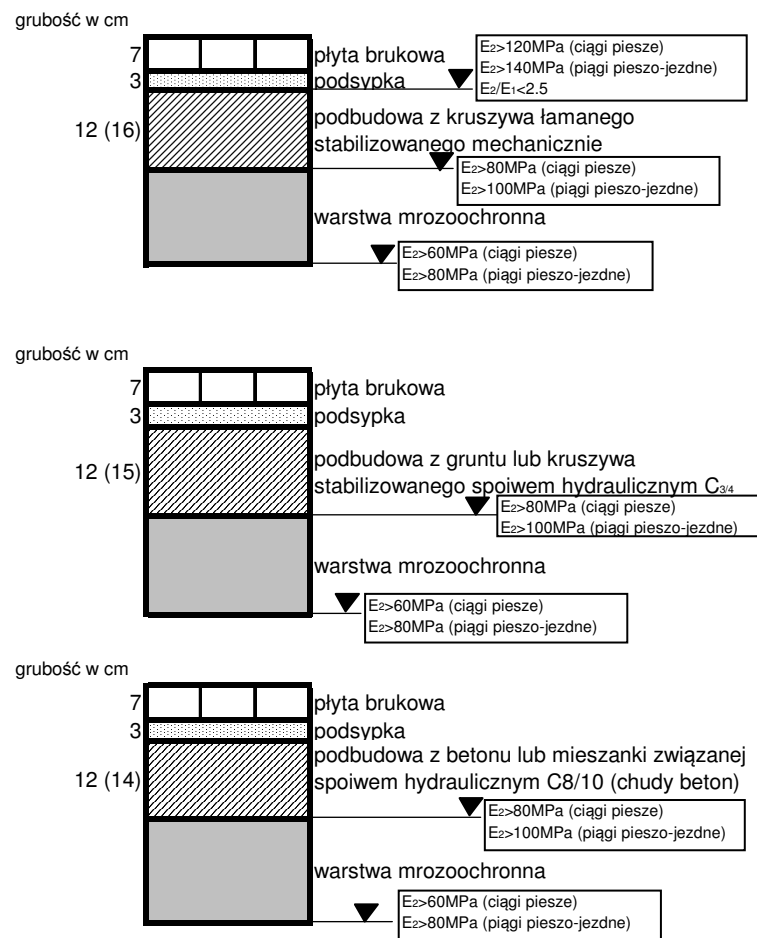 grubość w cm
7
płyta brukowa
E2>120MPa (ciągi piesze)
E2>140MPa (piągi pieszo-jezdne)
E2/E1<2.5
3
podsypka
12 (16)
podbudowa z kruszywa łamanego
stabilizowanego mechanicznie
E2>80MPa (ciągi piesze)
E2>100MPa (piągi pieszo-jezdne)
warstwa mrozoochronna
E2>60MPa (ciągi piesze)
E2>80MPa (piągi pieszo-jezdne)
grubość w cm
7
płyta brukowa
3
podsypka
12 (15)
podbudowa z gruntu lub kruszywa
stabilizowanego spoiwem hydraulicznym C3/4
E2>80MPa (ciągi piesze)
E2>100MPa (piągi pieszo-jezdne)
warstwa mrozoochronna
E2>60MPa (ciągi piesze)
E2>80MPa (piągi pieszo-jezdne)
grubość w cm
7
płyta brukowa
3
podsypka
12 (14)
podbudowa z betonu lub mieszanki związanej
spoiwem hydraulicznym C8/10 (chudy beton)
E2>80MPa (ciągi piesze)
E2>100MPa (piągi pieszo-jezdne)
warstwa mrozoochronna
E2>60MPa (ciągi piesze)
E2>80MPa (piągi pieszo-jezdne)